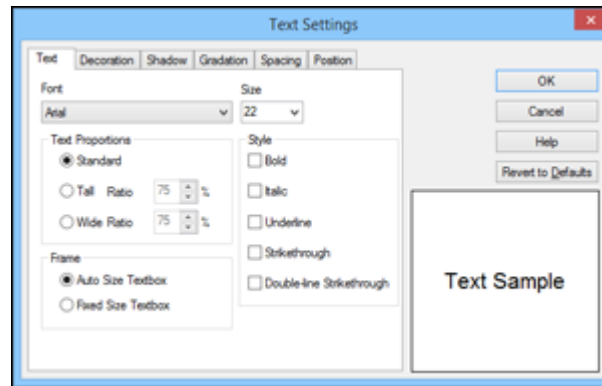 Text Settings
Text Decoration Shadow Gradation Spacing Position
Font Size
Arial 22
Text Proportions
Standard
Tall Ratio 75 %
Wide Ratio 75 %
Frame
Auto Size Textbox
Fixed Size Textbox
Style
Bold
Italic
Underline
Strikethrough
Double-line Strikethrough
OK
Cancel
Help
Revert to Defaults
Text Sample